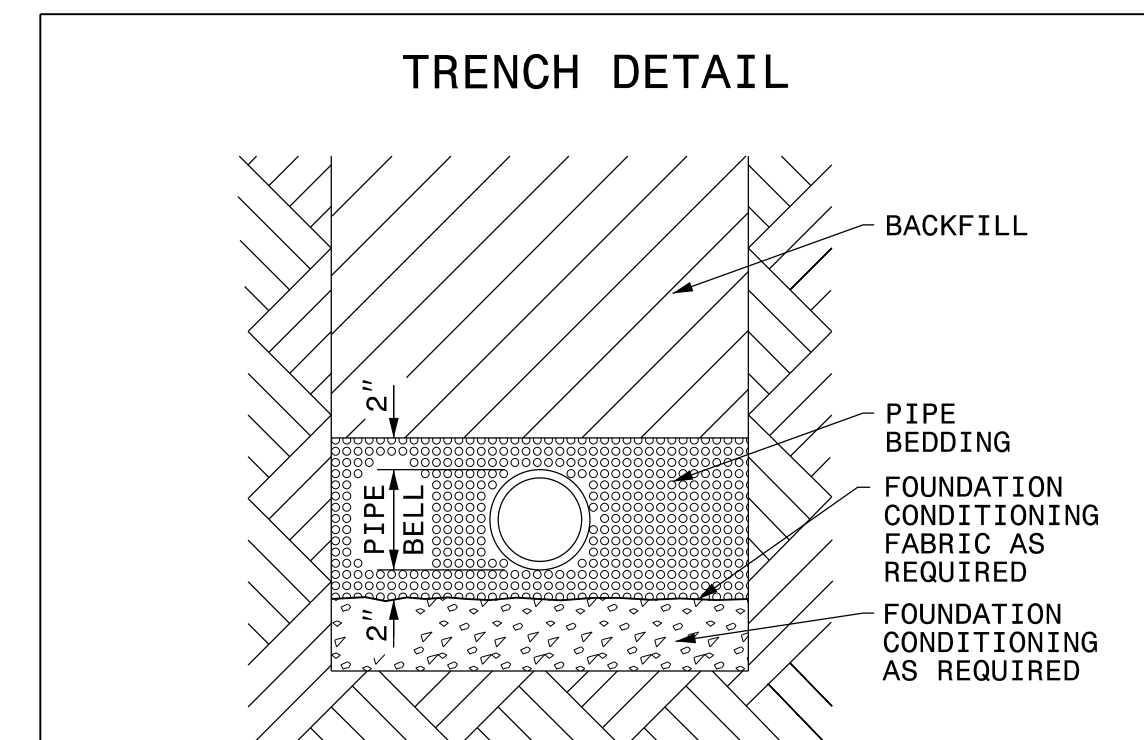 TRENCH DETAIL
BACKFILL
2"
PIPE
BEDDING
PIPE
BELL
FOUNDATION
CONDITIONING
FABRIC AS
REQUIRED
2"
FOUNDATION
CONDITIONING
AS REQUIRED